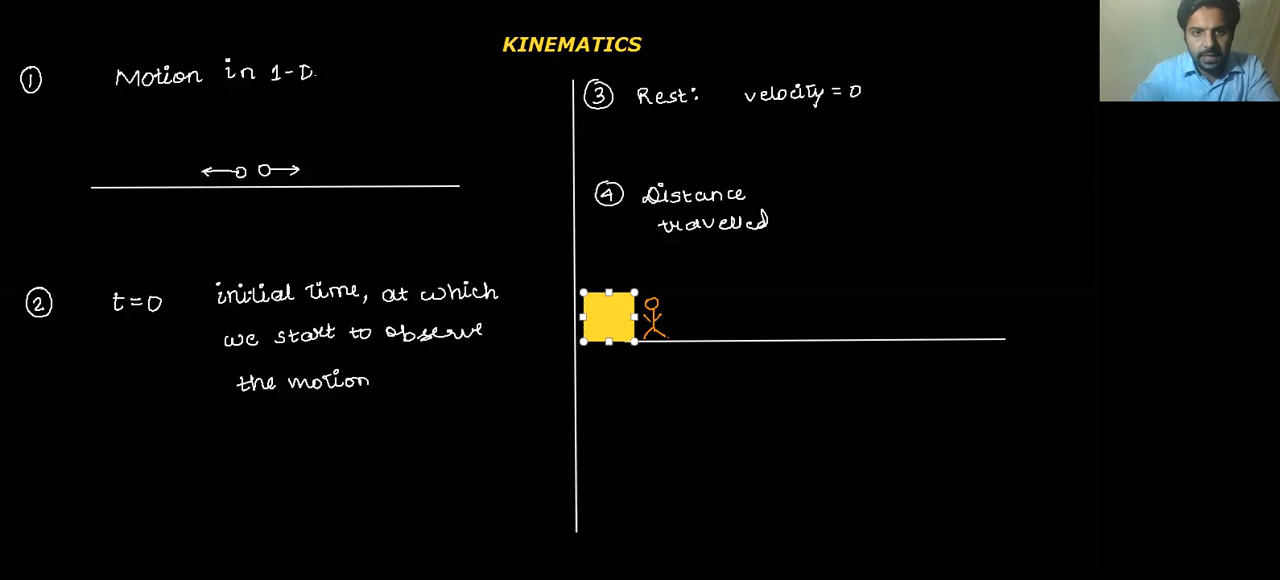 KINEMATICS
① Motion in 1-D.
② t=0 initial time, at which
we start to observe
the motion
③ Rest: velocity = 0
④ Distance
travelled